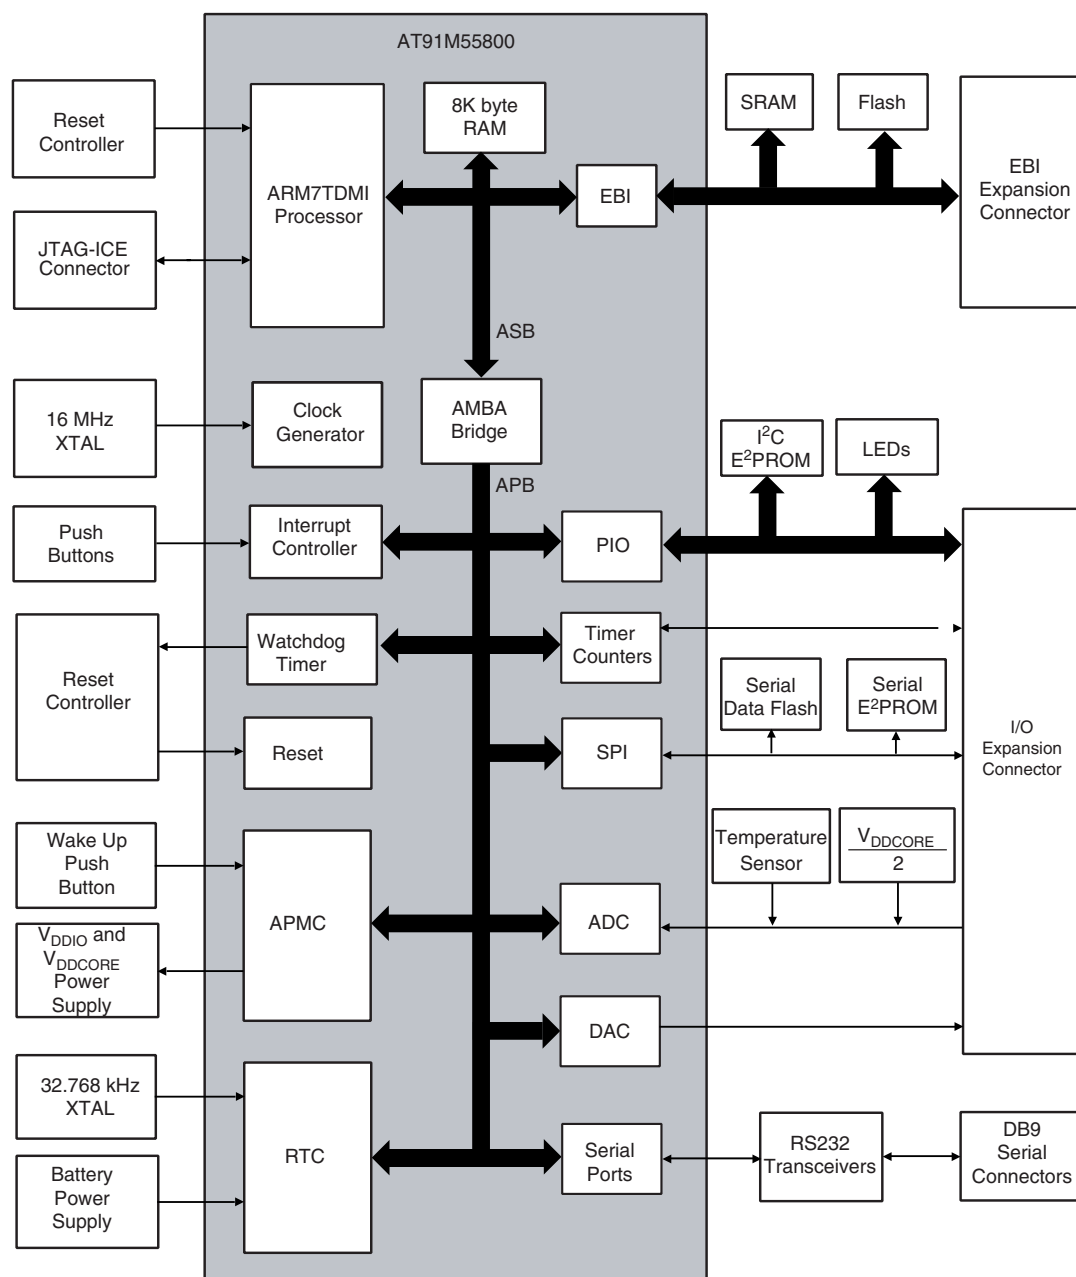 AT91M55800
Reset
Controller
JTAG-ICE
Connector
ARM7TDMI
Processor
8K byte
RAM
EBI
SRAM
Flash
EBI
Expansion
Connector
ASB
16 MHz
XTAL
Clock
Generator
AMBA
Bridge
I²C
E²PROM
LEDs
APB
Push
Buttons
Interrupt
Controller
PIO
Reset
Controller
Watchdog
Timer
Timer
Counters
Reset
SPI
Serial
Data Flash
Serial
E²PROM
I/O
Expansion
Connector
Wake Up
Push
Button
V_DDIO and
V_DDCORE
Power
Supply
APMC
ADC
Temperature
Sensor
V_DDCORE
2
DAC
32.768 kHz
XTAL
Battery
Power
Supply
RTC
Serial
Ports
RS232
Transceivers
DB9
Serial
Connectors